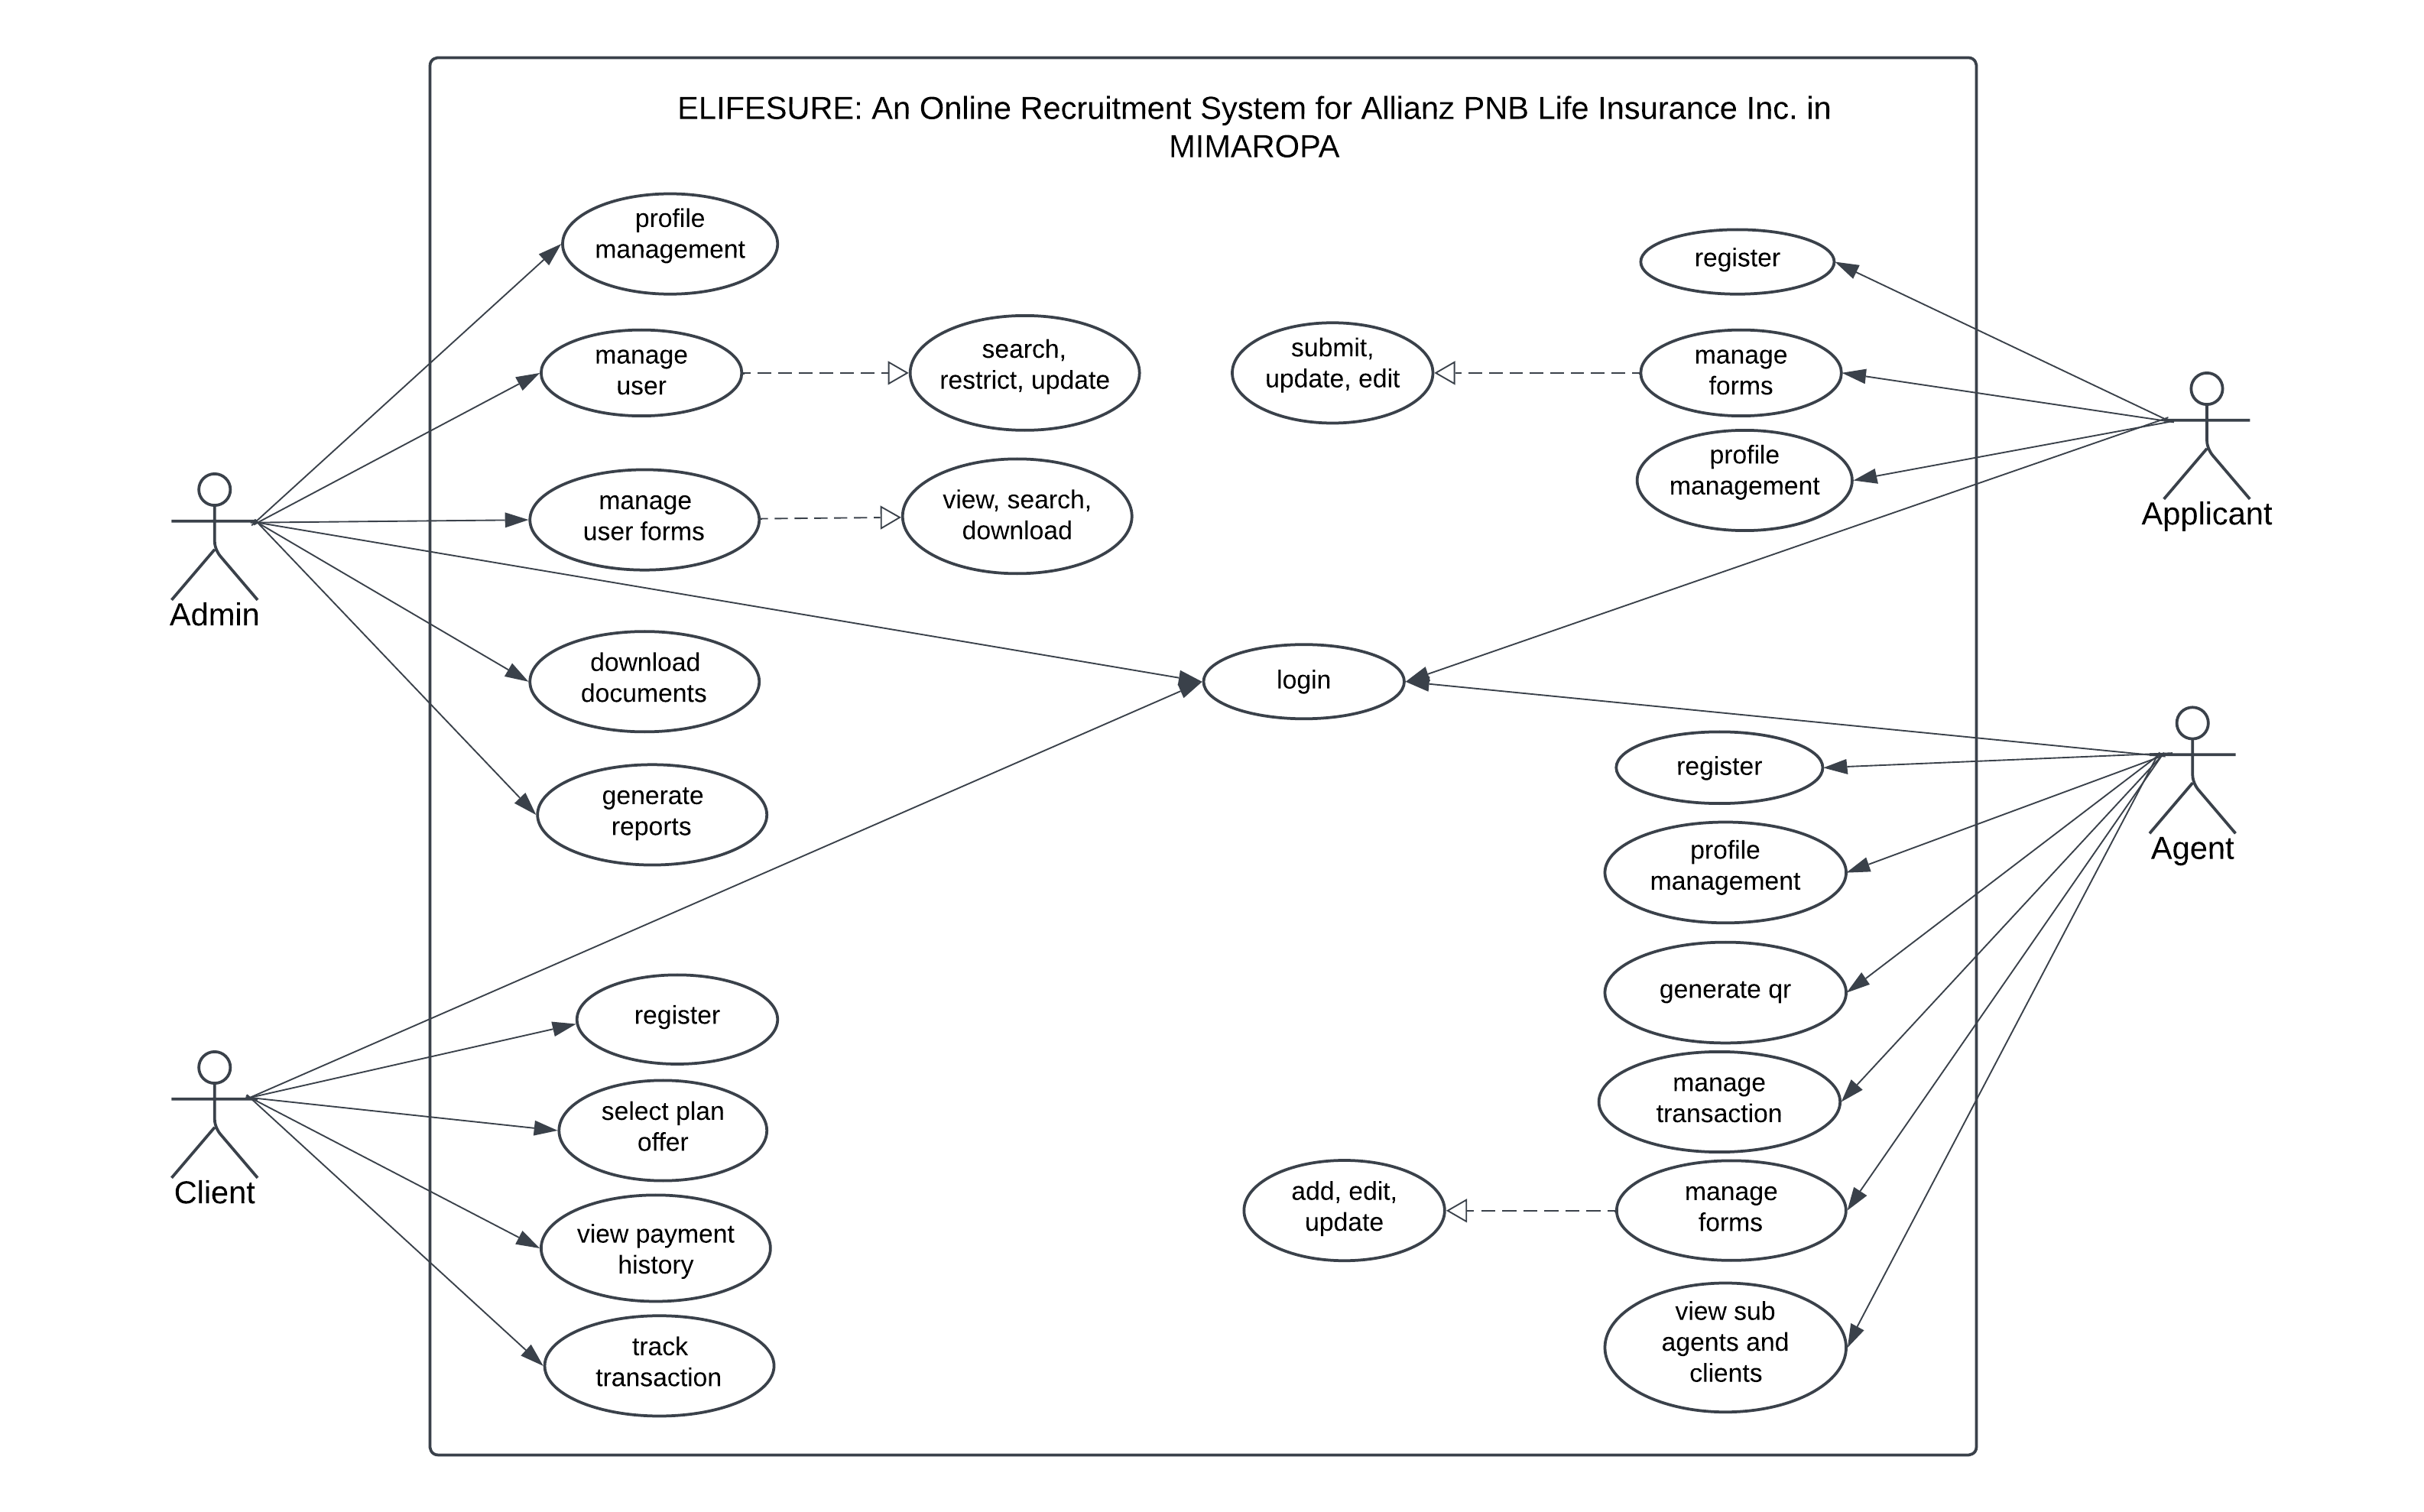 ELIFESURE: An Online Recruitment System for Allianz PNB Life Insurance Inc. in
MIMAROPA
profile
management
manage
user
search,
restrict, update
manage
user forms
view, search,
download
download
documents
generate
reports
Admin
register
select plan
offer
view payment
history
track
transaction
Client
login
register
submit,
update, edit
manage
forms
profile
management
Applicant
register
profile
management
generate qr
manage
transaction
add, edit,
update
manage
forms
view sub
agents and
clients
Agent